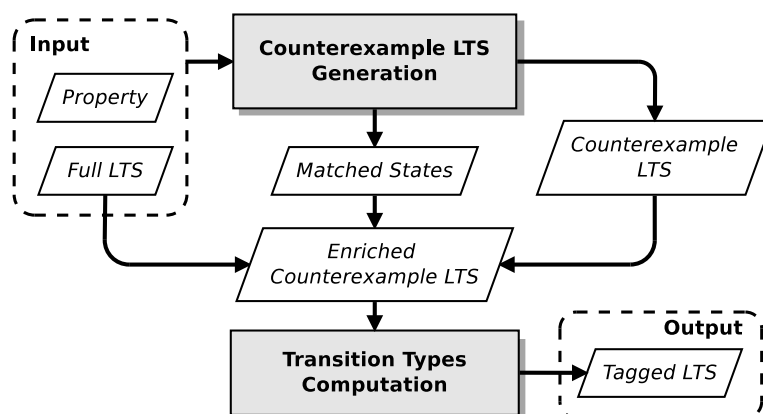 Input
Property
Full LTS
Counterexample LTS
Generation
Matched States
Counterexample
LTS
Enriched
Counterexample LTS
Transition Types
Computation
Output
Tagged LTS